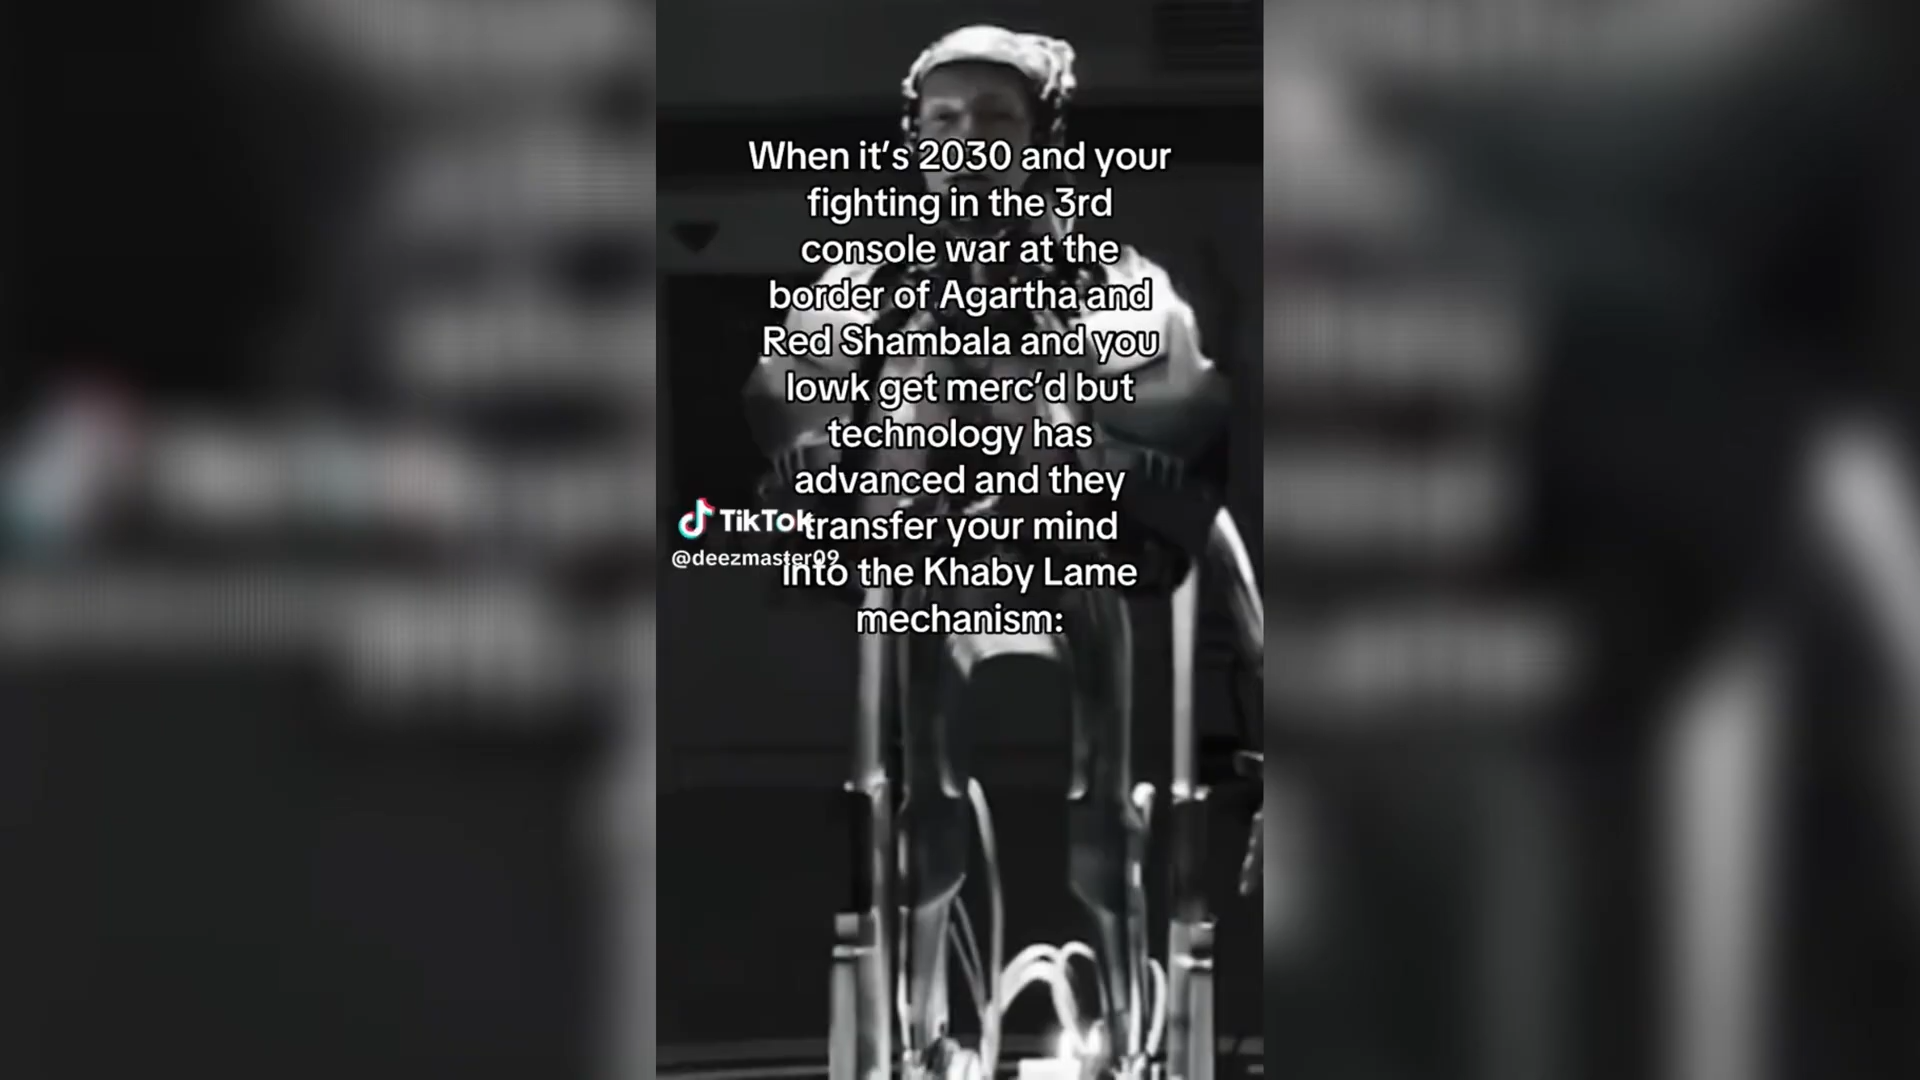 When it’s 2030 and your
fighting in the 3rd
console war at the
border of Agartha and
Red Shambala and you
lowk get merc’d but
technology has
advanced and they
transfer your mind
into the Khaby Lame
mechanism:
TikTok
@deezmaster09